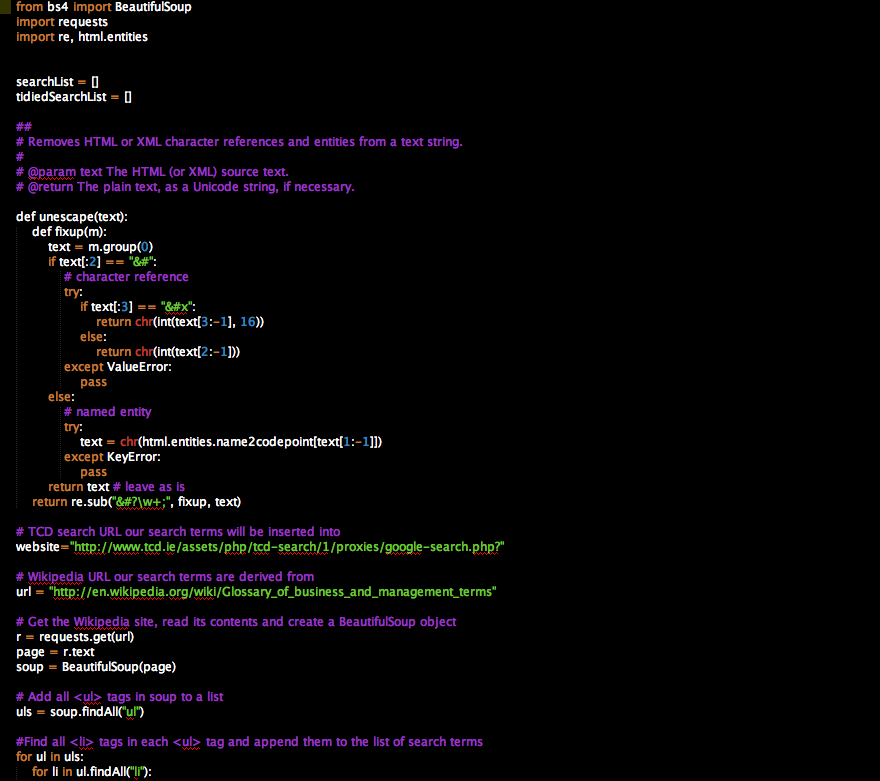 from bs4 import BeautifulSoup
import requests
import re, html.entities
searchList = []
tidiedSearchList = []
##
# Removes HTML or XML character references and entities from a text string.
#
# @param text The HTML (or XML) source text.
# @return The plain text, as a Unicode string, if necessary.
def unescape(text):
def fixup(m):
text = m.group(0)
if text[:2] == "&#":
# character reference
try:
if text[:3] == "&#x":
return chr(int(text[3:-1], 16))
else:
return chr(int(text[2:-1]))
except ValueError:
pass
else:
# named entity
try:
text = chr(html.entities.name2codepoint[text[1:-1]])
except KeyError:
pass
return text # leave as is
return re.sub("&#?\w+;", fixup, text)
# TCD search URL our search terms will be inserted into
website="http://www.tcd.ie/assets/php/tcd-search/1/proxies/google-search.php?"
# Wikipedia URL our search terms are derived from
url = "http://en.wikipedia.org/wiki/Glossary_of_business_and_management_terms"
# Get the Wikipedia site, read its contents and create a BeautifulSoup object
r = requests.get(url)
page = r.text
soup = BeautifulSoup(page)
# Add all <ul> tags in soup to a list
uls = soup.findAll("ul")
#Find all <li> tags in each <ul> tag and append them to the list of search terms
for ul in uls:
for li in ul.findAll("li"):